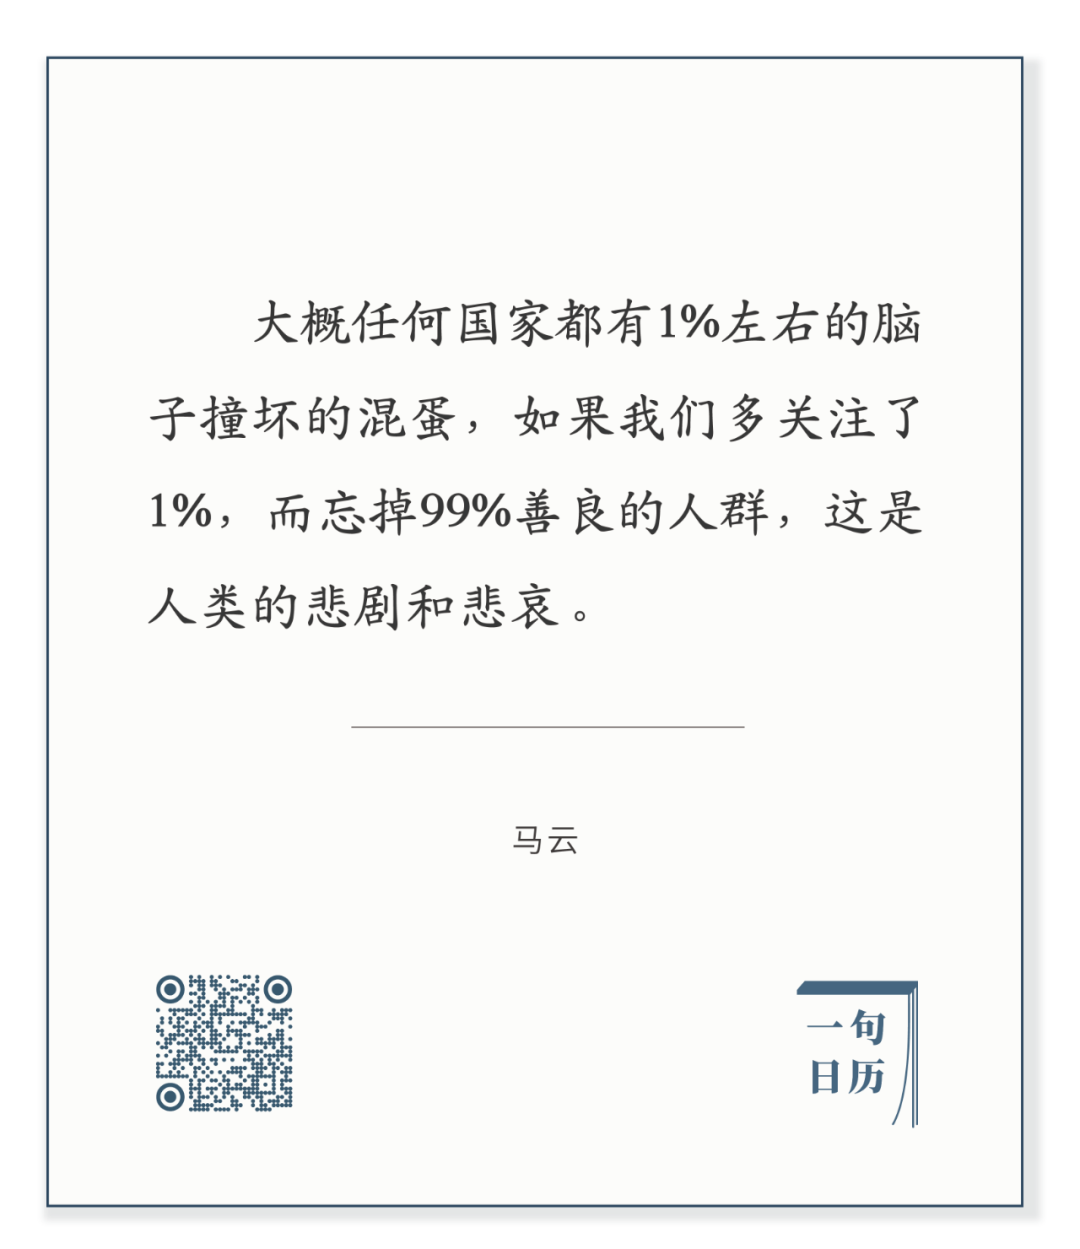 大概任何国家都有1%左右的脑
子撞坏的混蛋，如果我们多关注了
1%，而忘掉99%善良的人群，这是
人类的悲剧和悲哀。
马云
一句
日历